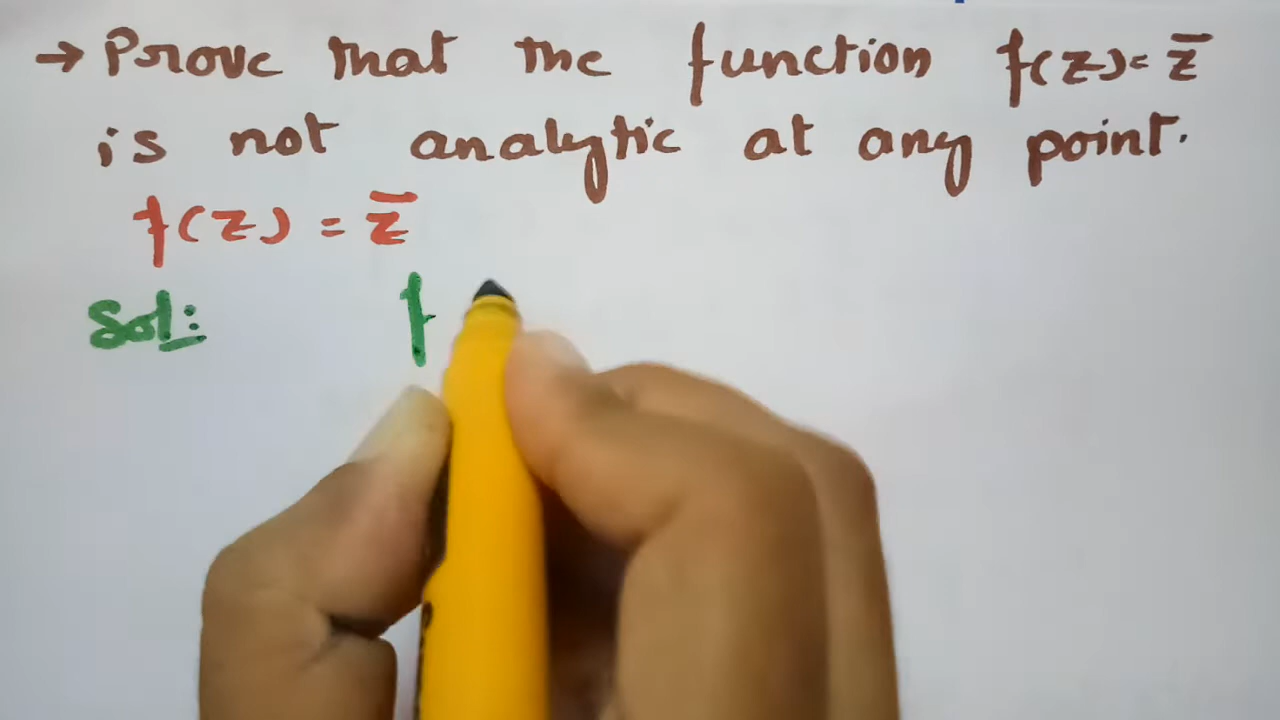 → Prove that the function f(z)= z̅
is not analytic at any point.
f(z) = z̅
Sol:
f